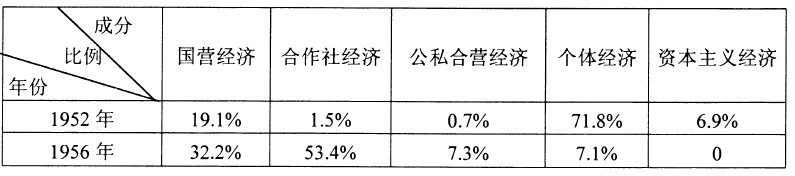 成分
比例
年份
国营经济 合作社经济 公私合营经济 个体经济 资本主义经济
1952 年 19.1% 1.5% 0.7% 71.8% 6.9%
1956 年 32.2% 53.4% 7.3% 7.1% 0